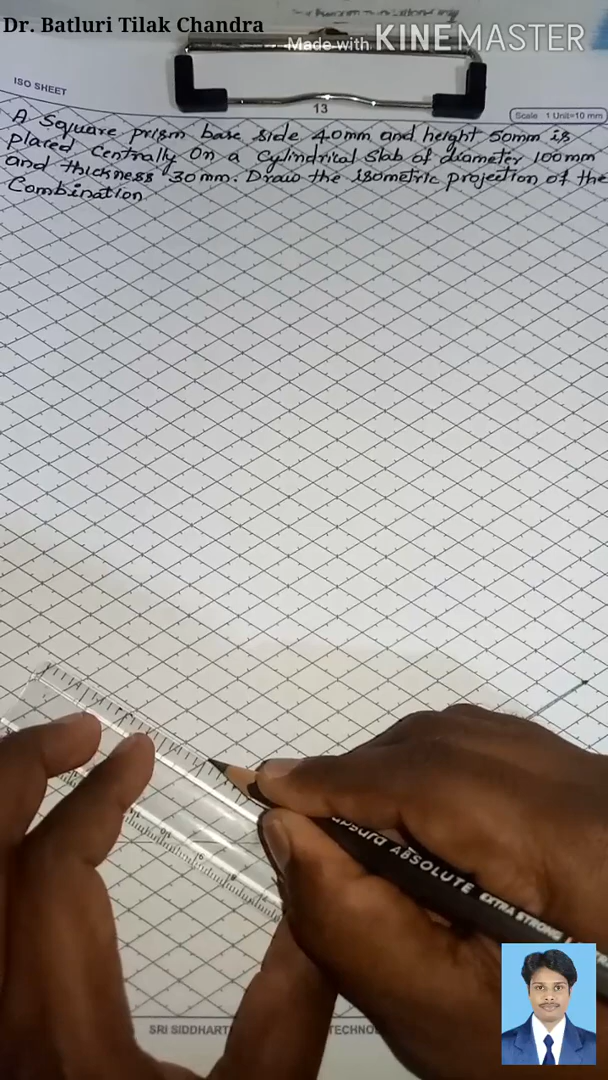 Dr. Batluri Tilak Chandra
Made with KINEMASTER
ISO SHEET
13
Scale 1 Unit=10 mm
A Square prism base side 40mm and height 50mm is
placed Centrally On a Cylindrical Slab of diameter 100mm
and thickness 30mm. Draw the isometric projection of the
Combination
apsara ABSOLUTE EXTRA STRONG
SRI SIDDHART